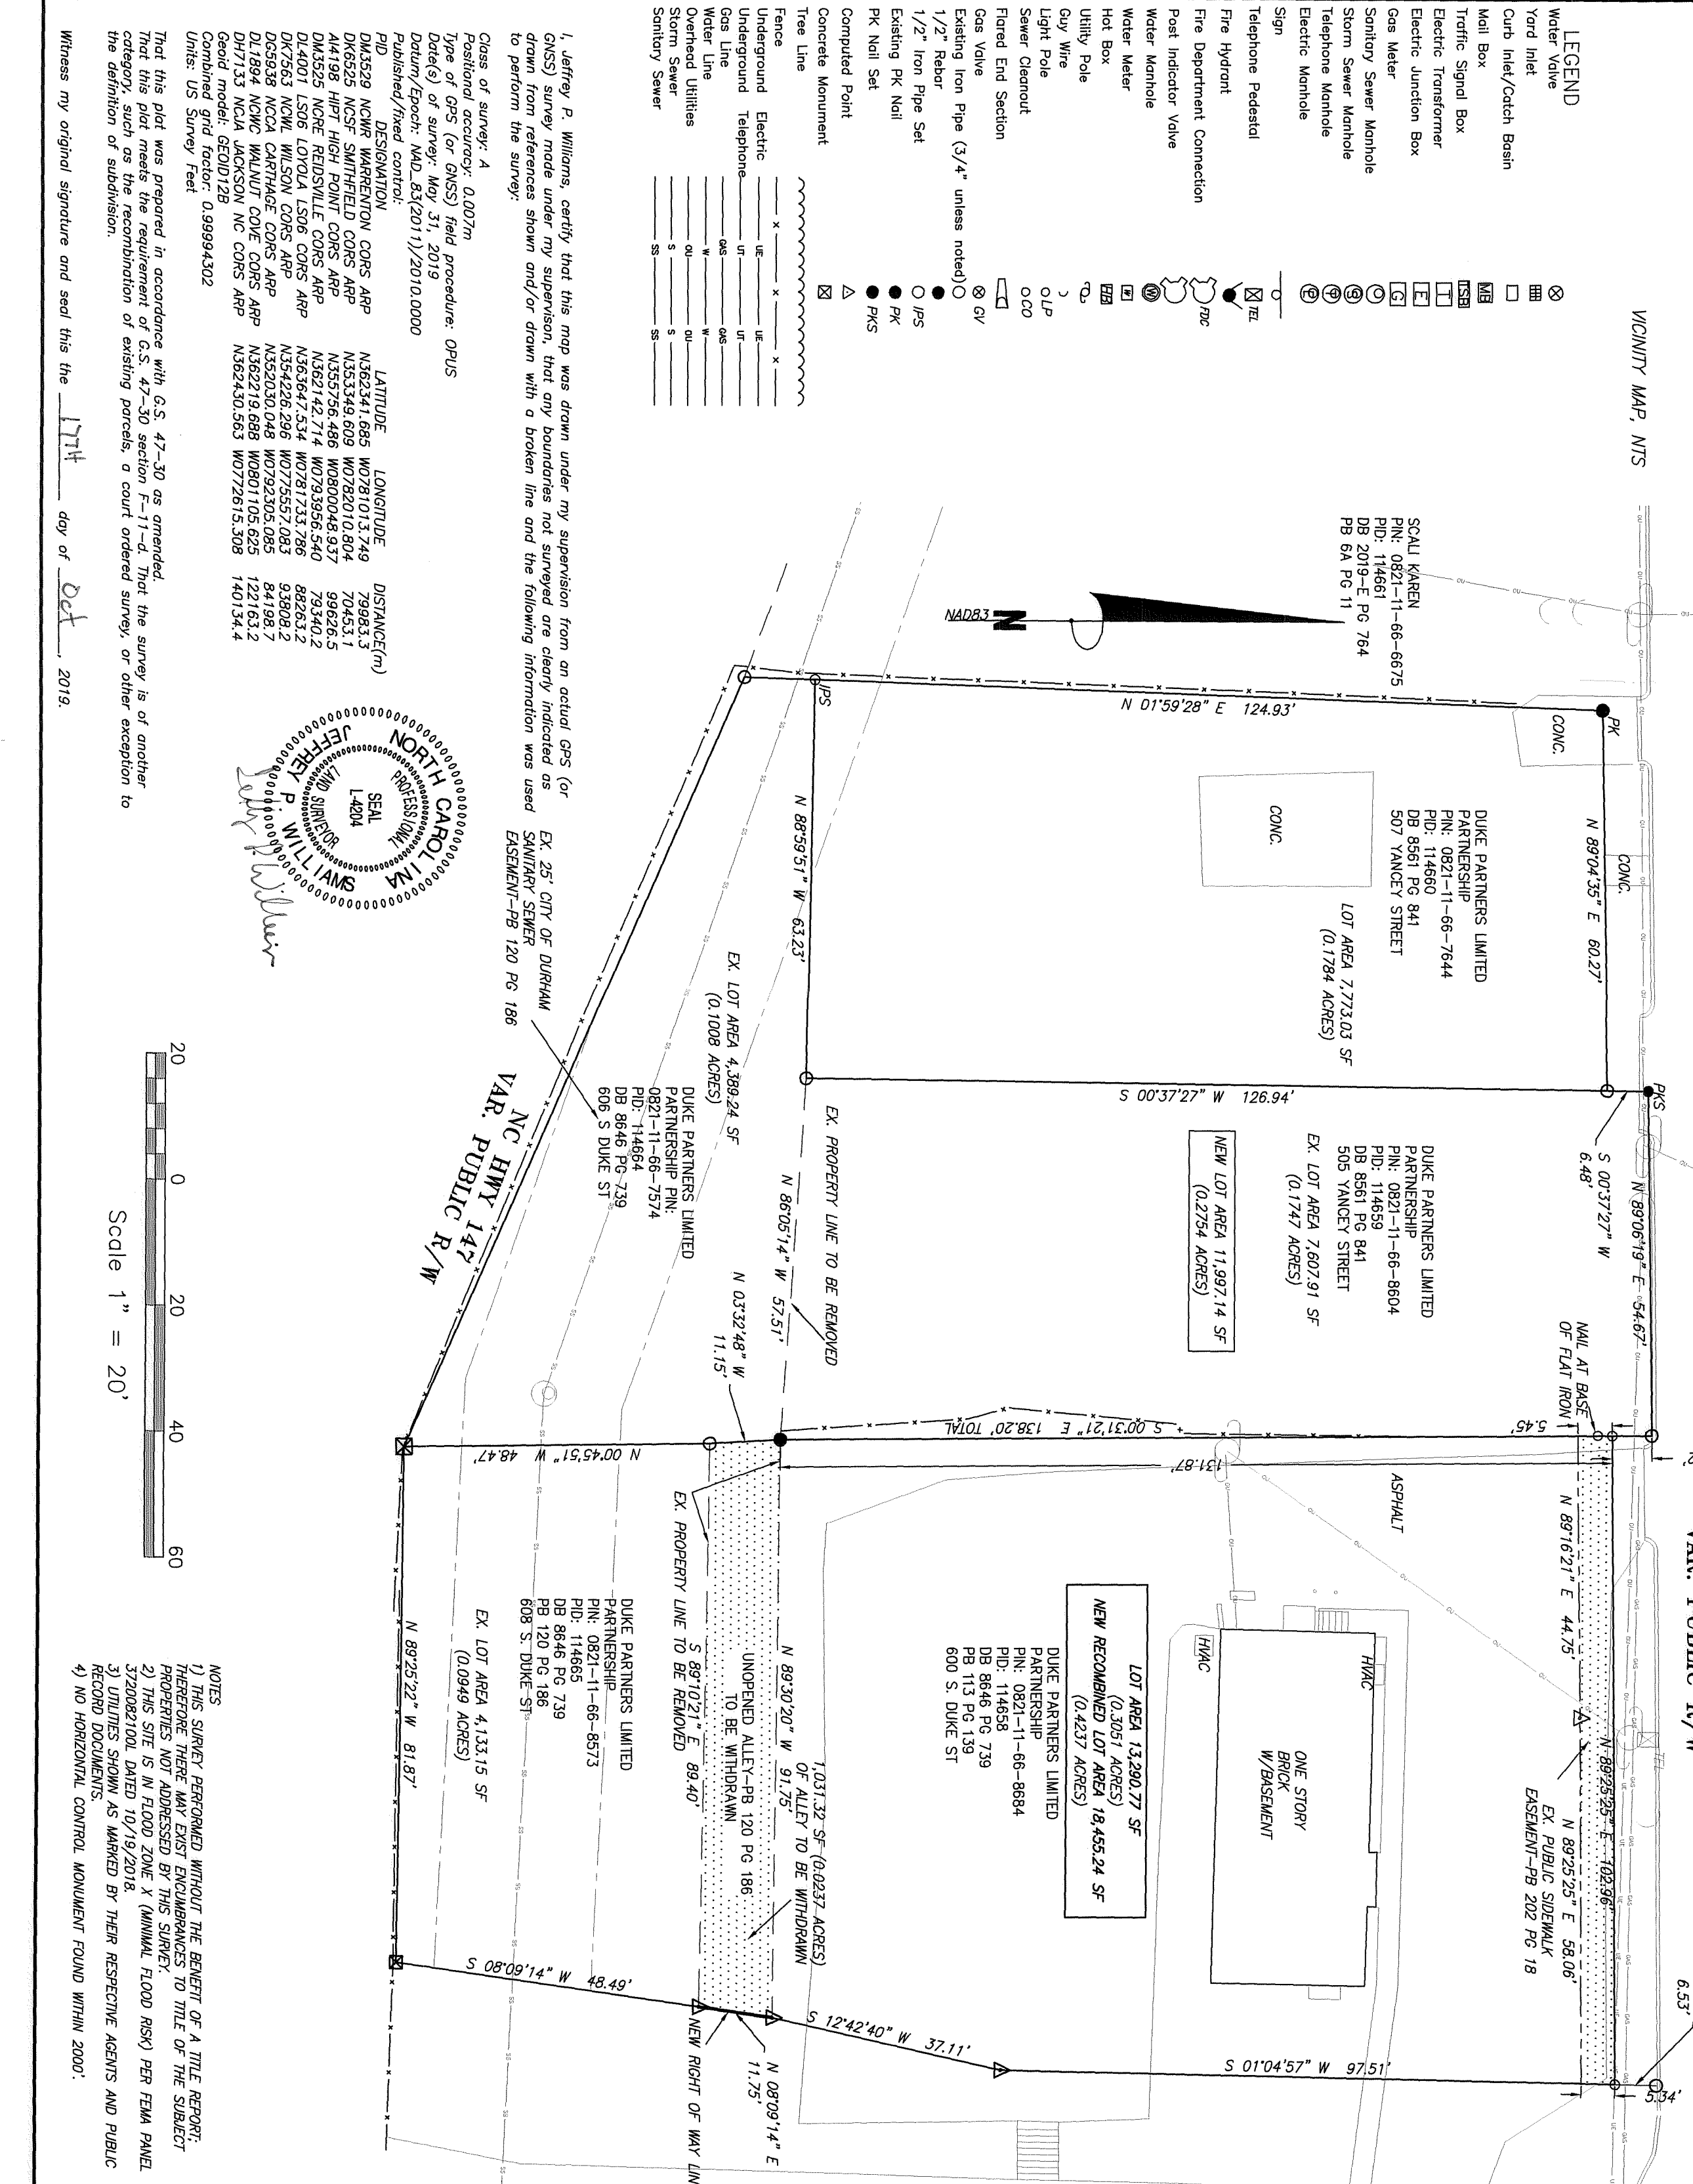 VICINITY MAP, NTS
LEGEND
Water Valve
Yard Inlet
Curb Inlet/Catch Basin
Mail Box
MB
Traffic Signal Box
TSB
Electric Transformer
T
Electric Junction Box
E
Gas Meter
G
Sanitary Sewer Manhole
Storm Sewer Manhole
S
Telephone Manhole
T
Electric Manhole
E
Sign
Telephone Pedestal
TEL
Fire Hydrant
Fire Department Connection
FDC
Post Indicator Valve
Water Manhole
W
Water Meter
Hot Box
HB
Utility Pole
Guy Wire
Light Pole
LP
Sewer Cleanout
CO
Flared End Section
Gas Valve
GV
Existing Iron Pipe (3/4" unless noted)
1/2" Rebar
1/2" Iron Pipe Set
IPS
Existing PK Nail
PK
PK Nail Set
PKS
Computed Point
Concrete Monument
Tree Line
Fence
Underground Electric
UE UE
Underground Telephone
UT UT
Gas Line
GAS GAS
Water Line
W W
Overhead Utilities
OU OU
Storm Sewer
S S
Sanitary Sewer
SS SS
I, Jeffrey P. Williams, certify that this map was drawn under my supervision from an actual GPS (or
GNSS) survey made under my supervison, that any boundaries not surveyed are clearly indicated as
drawn from references shown and/or drawn with a broken line and the following information was used
to perform the survey:
Class of survey: A
Positional accuracy: 0.007m
Type of GPS (or GNSS) field procedure: OPUS
Date(s) of survey: May 31, 2019
Datum/Epoch: NAD_83(2011)/2010.0000
Published/fixed control:
PID DESIGNATION LATITUDE LONGITUDE DISTANCE(m)
DM3529 NCWR WARRENTON CORS ARP N362341.685 W0781013.749 79983.3
DK6525 NCSF SMITHFIELD CORS ARP N353349.609 W0782010.804 70453.1
AI4198 HIPT HIGH POINT CORS ARP N355756.486 W0800048.937 99626.5
DM3525 NCRE REIDSVILLE CORS ARP N362142.714 W0793956.540 79340.2
DL4001 LS06 LOYOLA LS06 CORS ARP N363647.534 W0781733.786 88263.2
DK7563 NCWL WILSON CORS ARP N354226.296 W0775557.083 93808.2
DG5938 NCCA CARTHAGE CORS ARP N352030.048 W0792305.085 84198.7
DL1894 NCWC WALNUT COVE CORS ARP N362219.688 W0801105.625 122163.2
DH7133 NCJA JACKSON NC CORS ARP N362430.563 W0772615.308 140134.4
Geoid model: GEOID12B
Combined grid factor: 0.99994302
Units: US Survey Feet
That this plat was prepared in accordance with G.S. 47-30 as amended.
That this plat meets the requirement of G.S. 47-30 section F-11-d. That the survey is of another
category, such as the recombination of existing parcels, a court ordered survey, or other exception to
the definition of subdivision.
Witness my original signature and seal this the 17TH day of Oct, 2019.
NORTH CAROLINA
PROFESSIONAL
SEAL
L-4204
LAND SURVEYOR
JEFFREY P. WILLIAMS
Jeffrey P Williams
SCALI KAREN
PIN: 0821-11-66-6675
PID: 114661
DB 2019-E PG 764
PB 6A PG 11
NAD83
N
PK
CONC.
CONC.
CONC.
N 89°04'35" E 60.27'
N 01°59'28" E 124.93'
IPS
DUKE PARTNERS LIMITED
PARTNERSHIP
PIN: 0821-11-66-7644
PID: 114660
DB 8561 PG 841
507 YANCEY STREET
LOT AREA 7,773.03 SF
(0.1784 ACRES)
N 88°59'51" W 63.23'
EX. LOT AREA 4,389.24 SF
(0.1008 ACRES)
EX. 25' CITY OF DURHAM
SANITARY SEWER
EASEMENT-PB 120 PG 186
PKS
S 00°37'27" W
6.48'
N 89°06'19" E 54.67'
S 00°37'27" W 126.94'
DUKE PARTNERS LIMITED
PARTNERSHIP
PIN: 0821-11-66-8604
PID: 114659
DB 8561 PG 841
505 YANCEY STREET
EX. LOT AREA 7,607.91 SF
(0.1747 ACRES)
NEW LOT AREA 11,997.14 SF
(0.2754 ACRES)
EX. PROPERTY LINE TO BE REMOVED
N 86°05'14" W 57.51'
DUKE PARTNERS LIMITED
PARTNERSHIP PIN:
0821-11-66-7574
PID: 114664
DB 8646 PG 739
606 S DUKE ST
N 03°32'48" W
11.15'
NC HWY 147
VAR. PUBLIC R/W
NAIL AT BASE
OF FLAT IRON
5.45'
S 00°31'21" E 138.20' TOTAL
131.87'
N 00°45'51" W 48.47'
ASPHALT
N 89°16'21" E 44.75'
TEL
N 89°25'25" E 102.96'
N 89°25'25" E 58.06'
EX. PUBLIC SIDEWALK
EASEMENT-PB 202 PG 18
6.53'
5.34'
HVAC
HVAC
ONE STORY
BRICK
W/BASEMENT
LOT AREA 13,290.77 SF
(0.3051 ACRES)
NEW RECOMBINED LOT AREA 18,455.24 SF
(0.4237 ACRES)
DUKE PARTNERS LIMITED
PARTNERSHIP
PIN: 0821-11-66-8684
PID: 114658
DB 8646 PG 739
PB 113 PG 139
600 S. DUKE ST
S 01°04'57" W 97.51'
S 12°42'40" W 37.11'
1,031.32 SF (0.0237 ACRES)
OF ALLEY TO BE WITHDRAWN
N 89°30'20" W 91.75'
UNOPENED ALLEY-PB 120 PG 186
TO BE WITHDRAWN
S 89°10'21" E 89.40'
EX. PROPERTY LINE TO BE REMOVED
N 08°09'14" E
11.75'
NEW RIGHT OF WAY LIN
DUKE PARTNERS LIMITED
PARTNERSHIP
PIN: 0821-11-66-8573
PID: 114665
DB 8646 PG 739
PB 120 PG 186
608 S. DUKE ST
EX. LOT AREA 4,133.15 SF
(0.0949 ACRES)
S 08°09'14" W 48.49'
N 89°25'22" W 81.87'
20 0 20 40 60
Scale 1" = 20'
NOTES
1) THIS SURVEY PERFORMED WITHOUT THE BENEFIT OF A TITLE REPORT;
THEREFORE THERE MAY EXIST ENCUMBRANCES TO TITLE OF THE SUBJECT
PROPERTIES NOT ADDRESSED BY THIS SURVEY.
2) THIS SITE IS IN FLOOD ZONE X (MINIMAL FLOOD RISK) PER FEMA PANEL
3720082100L DATED 10/19/2018.
3) UTILITIES SHOWN AS MARKED BY THEIR RESPECTIVE AGENTS AND PUBLIC
RECORD DOCUMENTS.
4) NO HORIZONTAL CONTROL MONUMENT FOUND WITHIN 2000'.